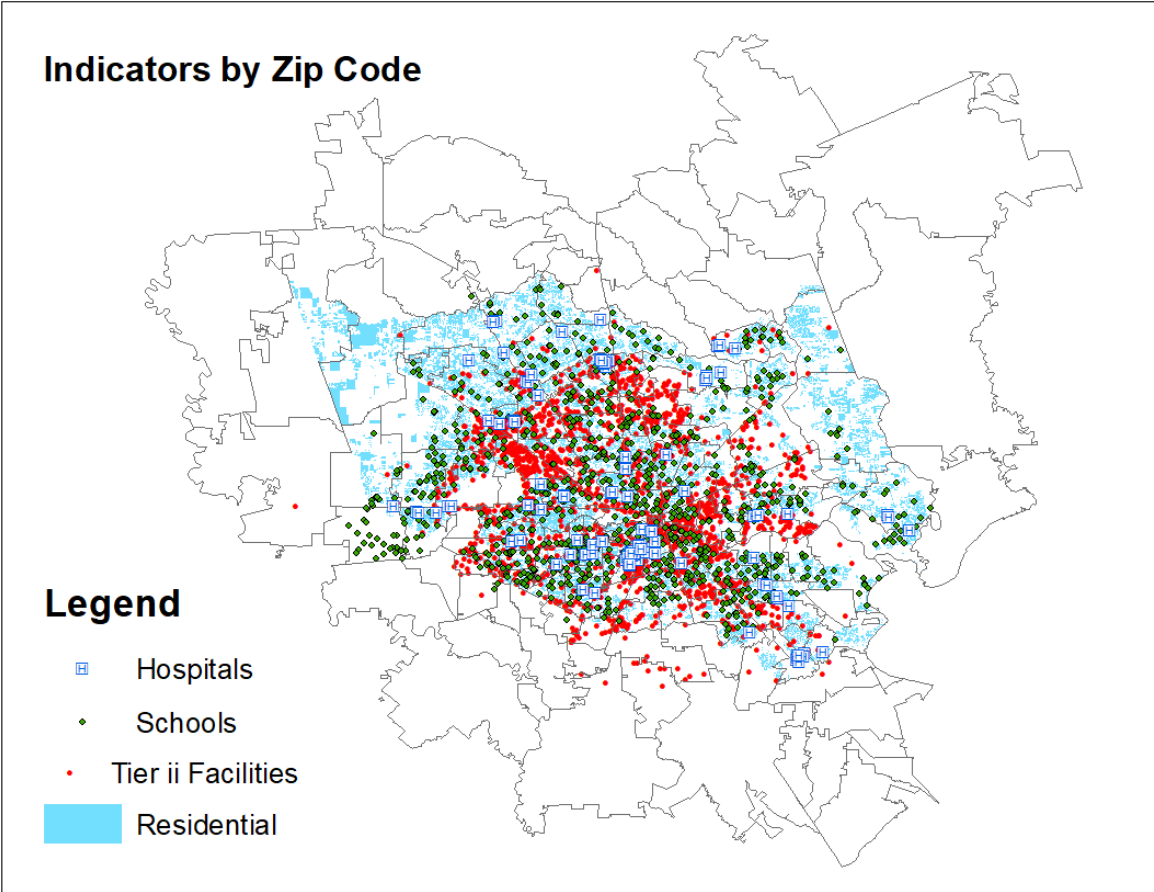 Indicators by Zip Code
Legend
Hospitals
Schools
Tier ii Facilities
Residential